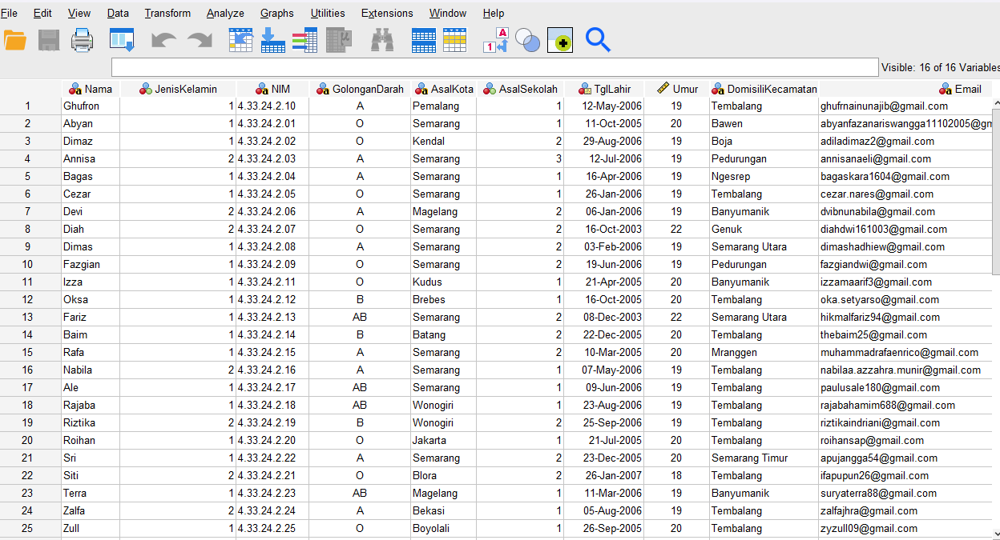 File Edit View Data Transform Analyze Graphs Utilities Extensions Window Help
Visible: 16 of 16 Variables
Nama JenisKelamin NIM GolonganDarah AsalKota AsalSekolah TglLahir Umur DomisiliKecamatan Email
1 Ghufron 1 4.33.24.2.10 A Pemalang 1 12-May-2006 19 Tembalang ghufrnainunajib@gmail.com
2 Abyan 1 4.33.24.2.01 O Semarang 1 11-Oct-2005 20 Bawen abyanfazanariswangga11102005@gm
3 Dimaz 1 4.33.24.2.02 O Kendal 2 29-Aug-2006 19 Boja adiladimaz2@gmail.com
4 Annisa 2 4.33.24.2.03 A Semarang 3 12-Jul-2006 19 Pedurungan annisanaeli@gmail.com
5 Bagas 1 4.33.24.2.04 A Semarang 1 16-Apr-2006 19 Ngesrep bagaskara1604@gmail.com
6 Cezar 1 4.33.24.2.05 O Semarang 1 26-Jan-2006 19 Tembalang cezar.nares@gmail.com
7 Devi 2 4.33.24.2.06 A Magelang 2 06-Jan-2006 19 Banyumanik dvibnunabila@gmail.com
8 Diah 2 4.33.24.2.07 O Semarang 2 16-Oct-2003 22 Genuk diahdwi161003@gmail.com
9 Dimas 1 4.33.24.2.08 A Semarang 2 03-Feb-2006 19 Semarang Utara dimashadhiew@gmail.com
10 Fazgian 1 4.33.24.2.09 O Semarang 2 19-Jun-2006 19 Pedurungan fazgiandwi@gmail.com
11 Izza 1 4.33.24.2.11 O Kudus 1 21-Apr-2005 20 Banyumanik izzamaarif3@gmail.com
12 Oksa 1 4.33.24.2.12 B Brebes 1 16-Oct-2005 20 Tembalang oka.setyarso@gmail.com
13 Fariz 1 4.33.24.2.13 AB Semarang 2 08-Dec-2003 22 Semarang Utara hikmalfariz94@gmail.com
14 Baim 1 4.33.24.2.14 B Batang 2 22-Dec-2005 20 Tembalang thebaim25@gmail.com
15 Rafa 1 4.33.24.2.15 A Semarang 2 10-Mar-2005 20 Mranggen muhammadrafaenrico@gmail.com
16 Nabila 2 4.33.24.2.16 A Semarang 1 07-May-2006 19 Tembalang nabilaa.azzahra.munir@gmail.com
17 Ale 1 4.33.24.2.17 AB Semarang 1 09-Jun-2006 19 Tembalang paulusale180@gmail.com
18 Rajaba 1 4.33.24.2.18 AB Wonogiri 1 23-Aug-2006 19 Tembalang rajabahamim688@gmail.com
19 Riztika 2 4.33.24.2.19 B Wonogiri 2 25-Sep-2006 19 Tembalang riztikaindriani@gmail.com
20 Roihan 1 4.33.24.2.20 O Jakarta 1 21-Jul-2005 20 Tembalang roihansap@gmail.com
21 Sri 1 4.33.24.2.22 A Semarang 2 23-Dec-2005 20 Semarang Timur apujangga54@gmail.com
22 Siti 2 4.33.24.2.21 O Blora 2 26-Jan-2007 18 Tembalang ifapupun26@gmail.com
23 Terra 1 4.33.24.2.23 AB Magelang 1 11-Mar-2006 19 Banyumanik suryaterra88@gmail.com
24 Zalfa 2 4.33.24.2.24 A Bekasi 1 05-Aug-2006 19 Tembalang zalfajhra@gmail.com
25 Zull 1 4.33.24.2.25 O Boyolali 1 26-Sep-2005 20 Tembalang zyzull09@gmail.com